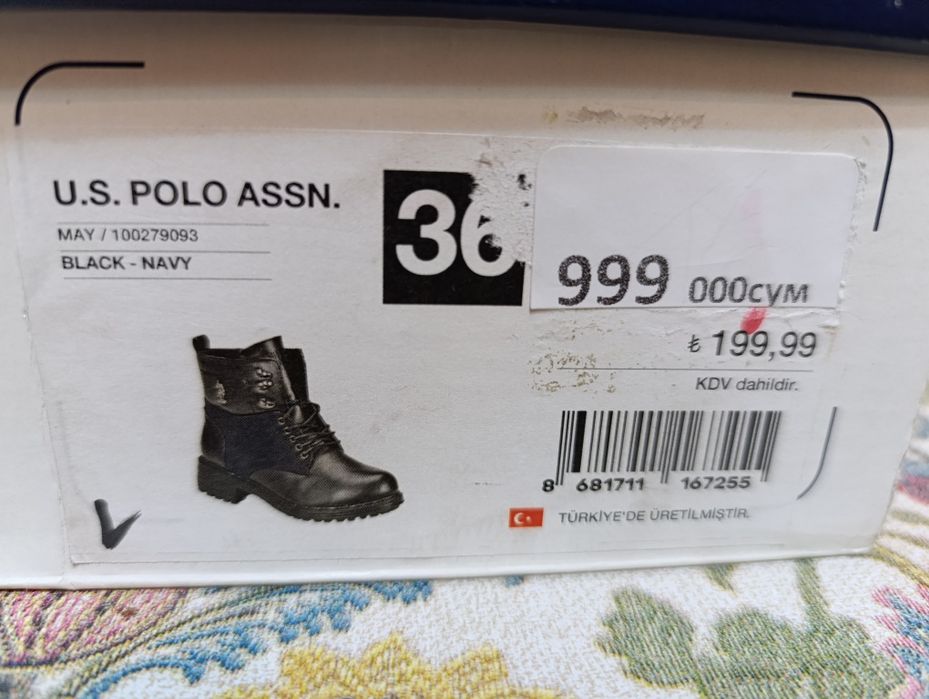 U.S. POLO ASSN.
MAY / 100279093
BLACK - NAVY
36
999 000сум
₺ 199,99
KDV dahildir.
8 681711 167255
TÜRKİYE'DE ÜRETİLMİŞTİR.